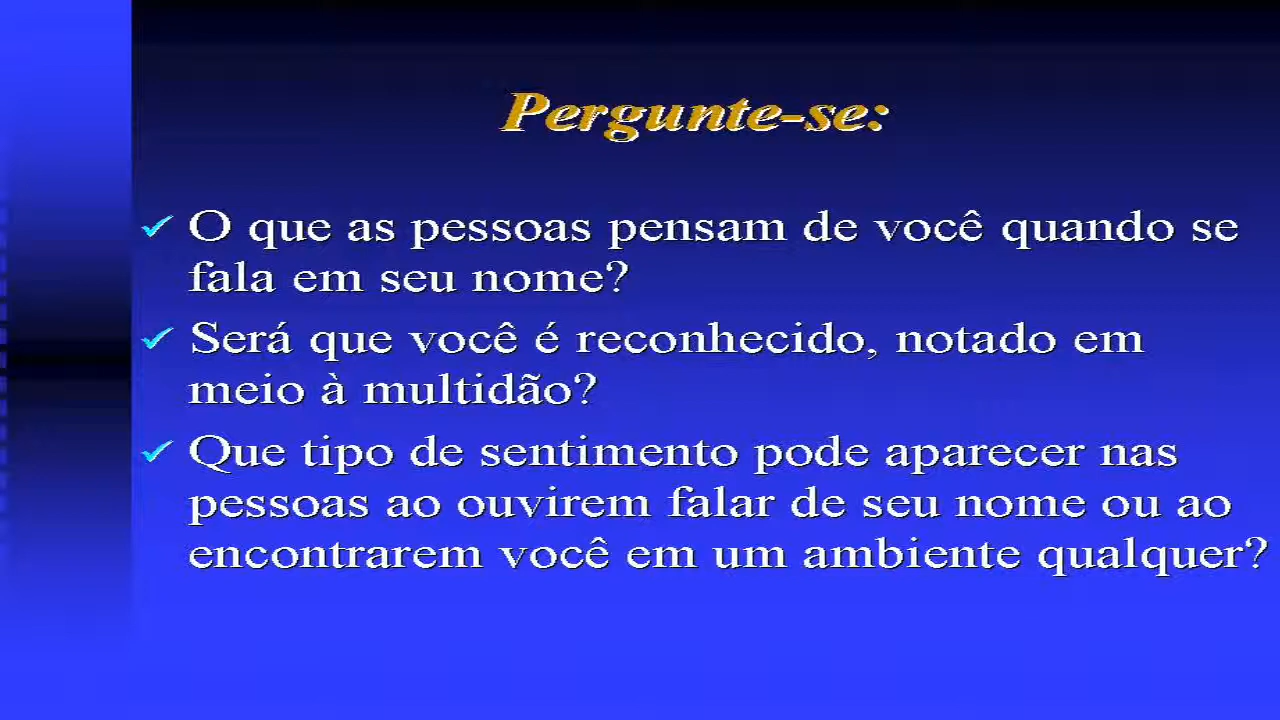 Pergunte-se:
O que as pessoas pensam de você quando se
fala em seu nome?
Será que você é reconhecido, notado em
meio à multidão?
Que tipo de sentimento pode aparecer nas
pessoas ao ouvirem falar de seu nome ou ao
encontrarem você em um ambiente qualquer?